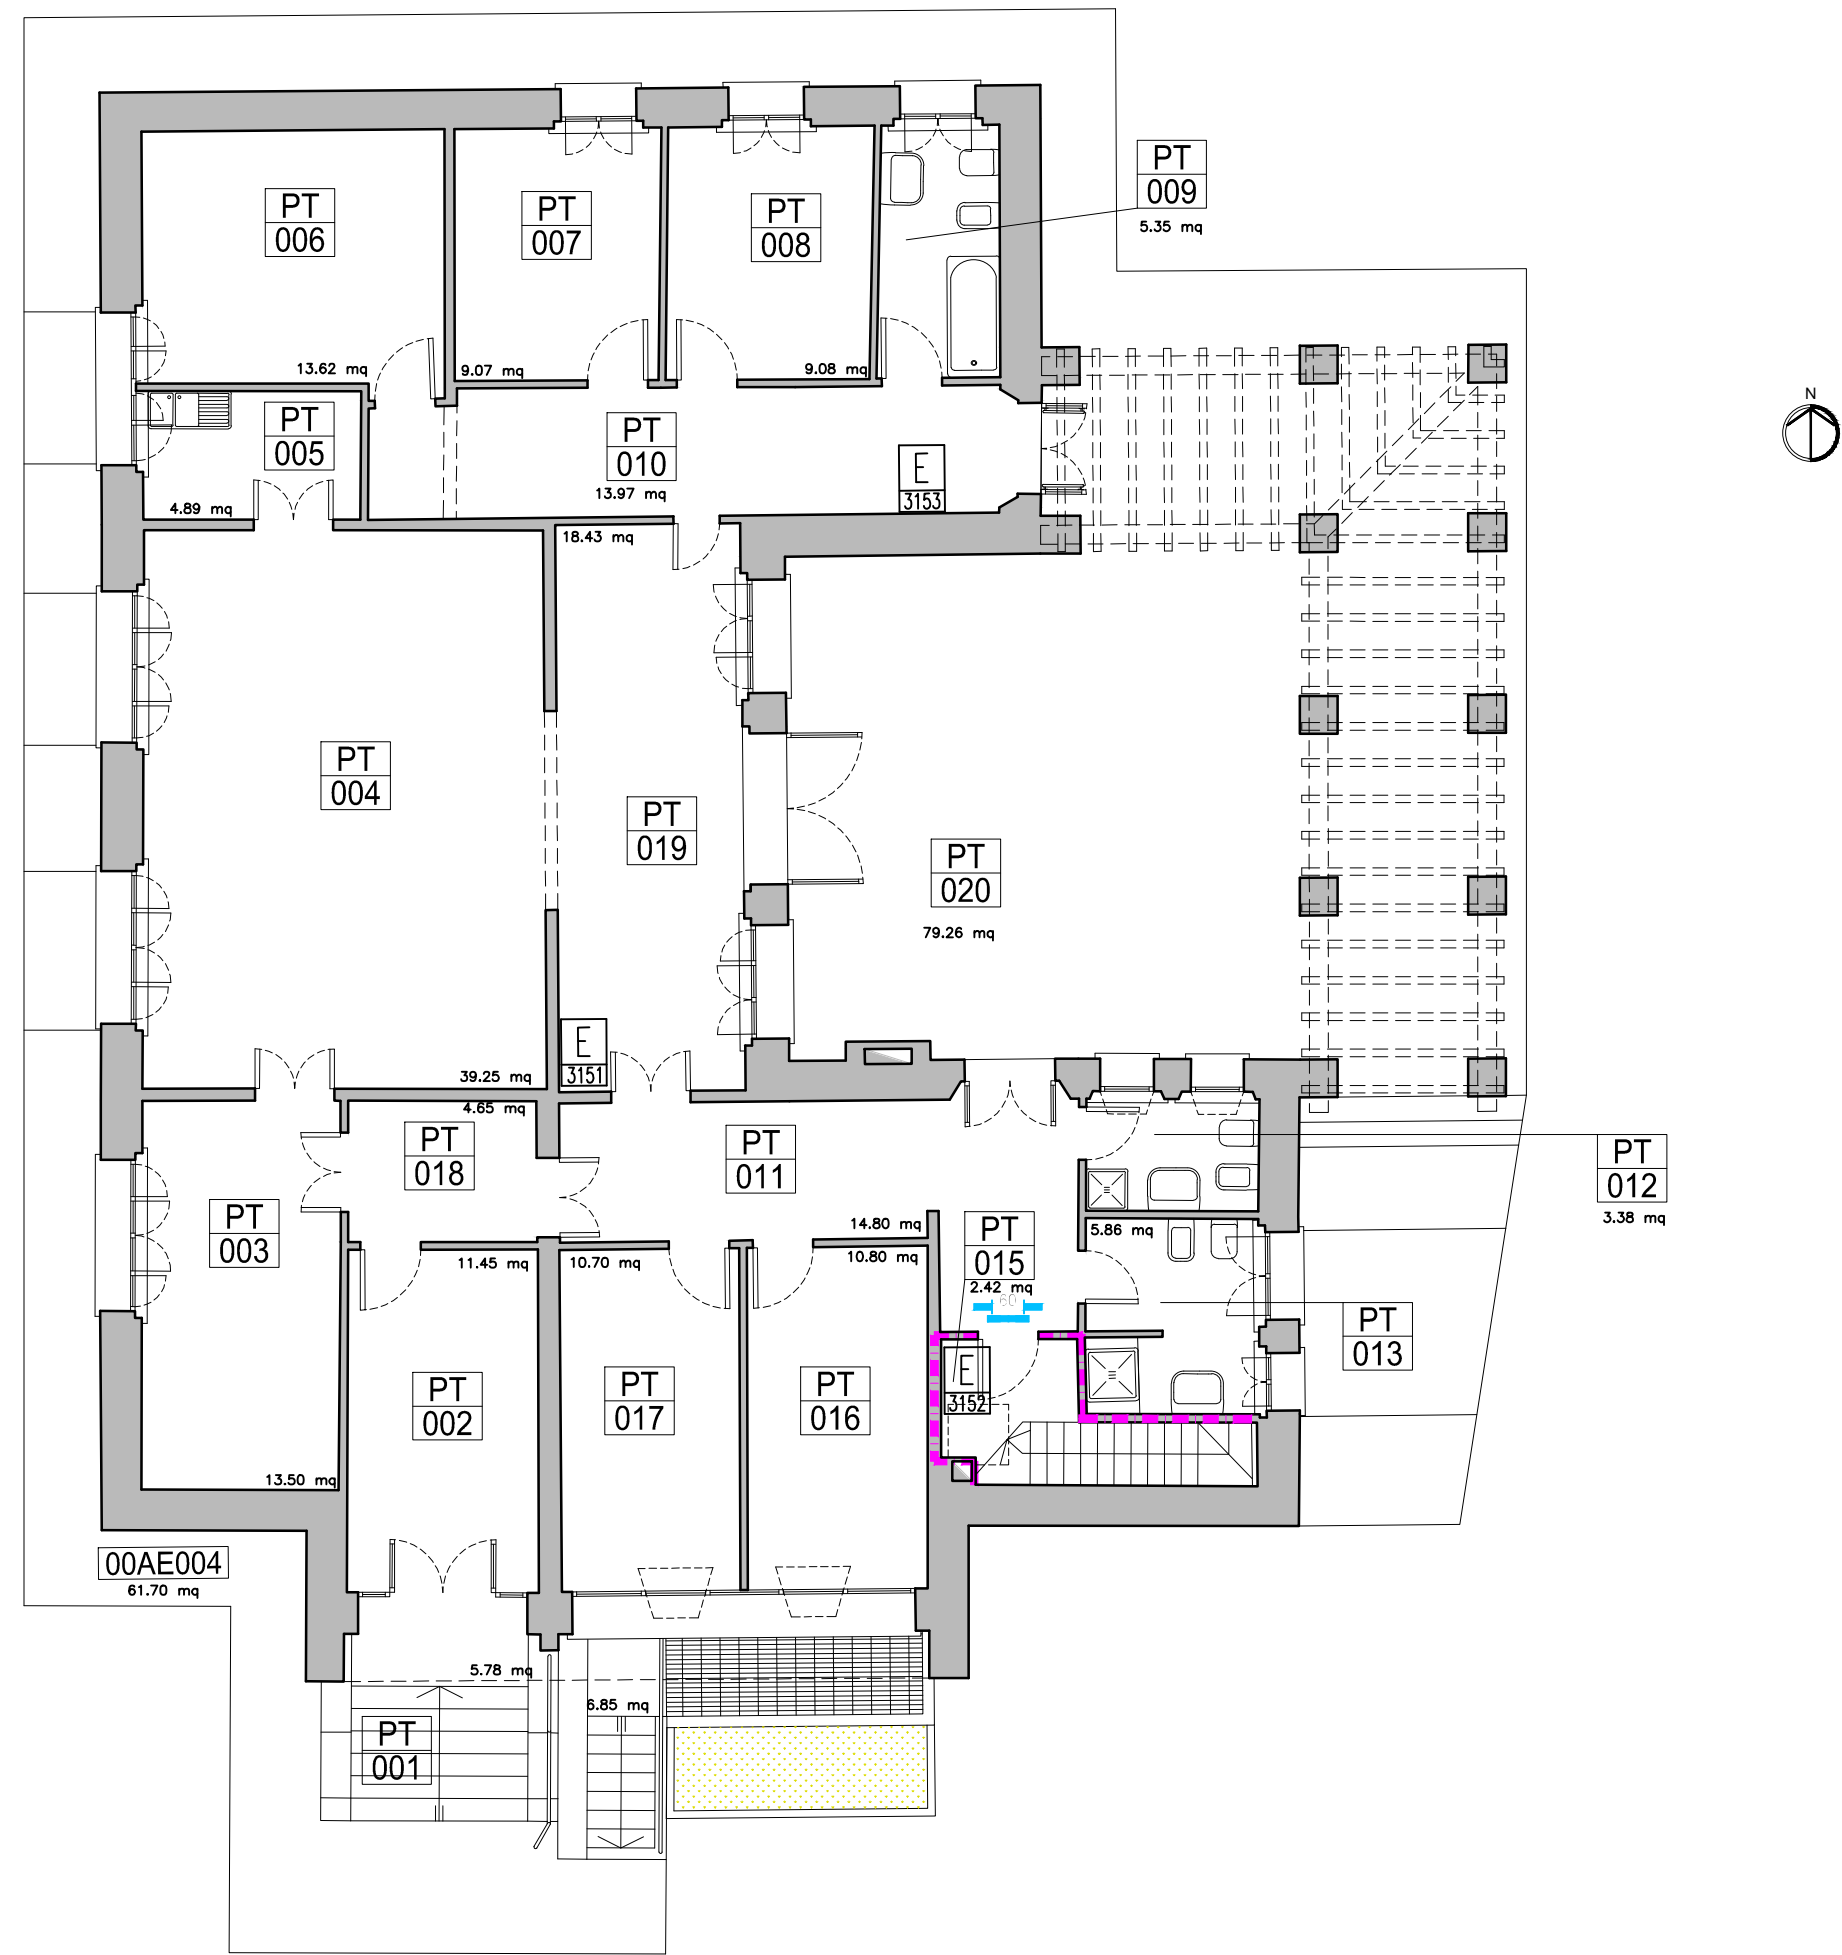 PT
009
5.35 mq
PT
006
13.62 mq
PT
007
9.07 mq
PT
008
9.08 mq
N
PT
005
4.89 mq
PT
010
13.97 mq
E
3153
18.43 mq
PT
004
39.25 mq
PT
019
PT
020
79.26 mq
E
3151
4.65 mq
PT
018
PT
011
14.80 mq
PT
012
3.38 mq
PT
003
13.50 mq
11.45 mq
10.70 mq
10.80 mq
PT
015
2.42 mq
60
5.86 mq
PT
013
E
3152
PT
002
PT
017
PT
016
00AE004
61.70 mq
5.78 mq
6.85 mq
PT
001